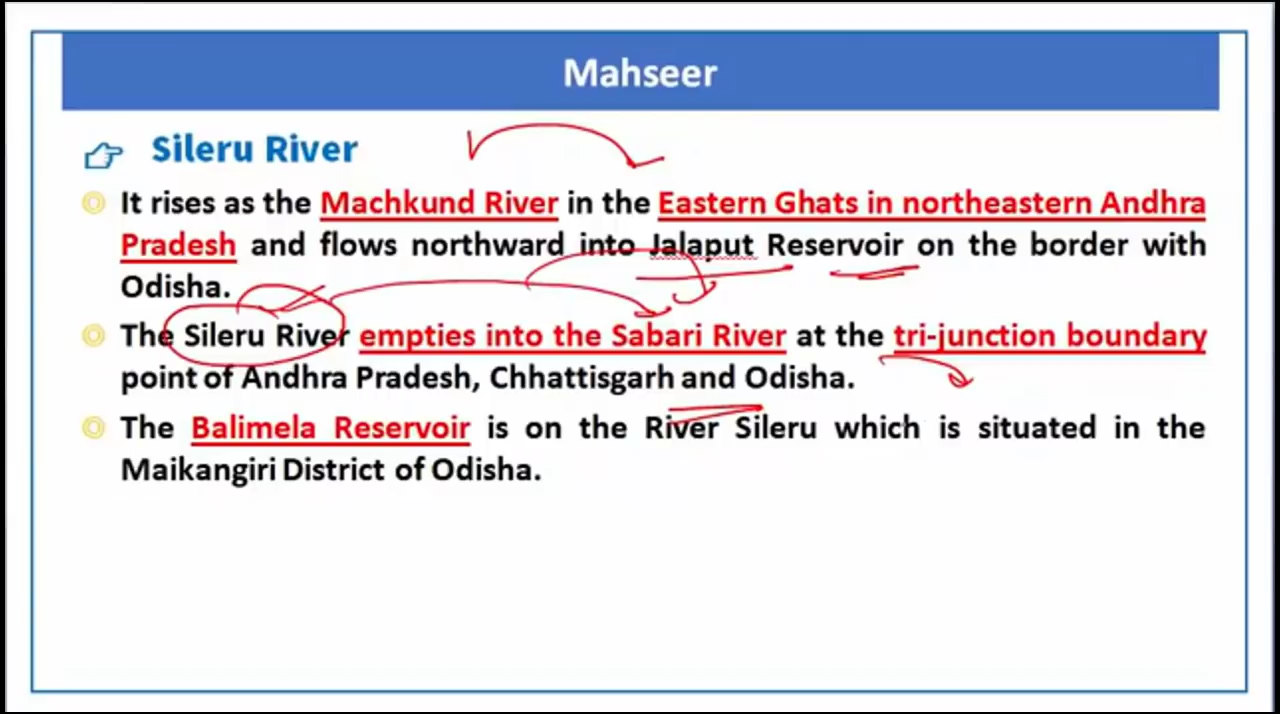 Mahseer
Sileru River
It rises as the Machkund River in the Eastern Ghats in northeastern Andhra
Pradesh and flows northward into Jalaput Reservoir on the border with
Odisha.
The Sileru River empties into the Sabari River at the tri-junction boundary
point of Andhra Pradesh, Chhattisgarh and Odisha.
The Balimela Reservoir is on the River Sileru which is situated in the
Maikangiri District of Odisha.